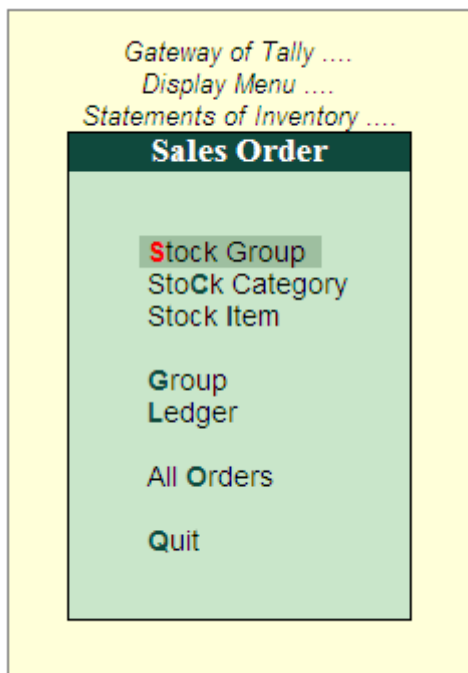 Gateway of Tally ....
Display Menu ....
Statements of Inventory ....
Sales Order
Stock Group
StoCk Category
Stock Item
Group
Ledger
All Orders
Quit